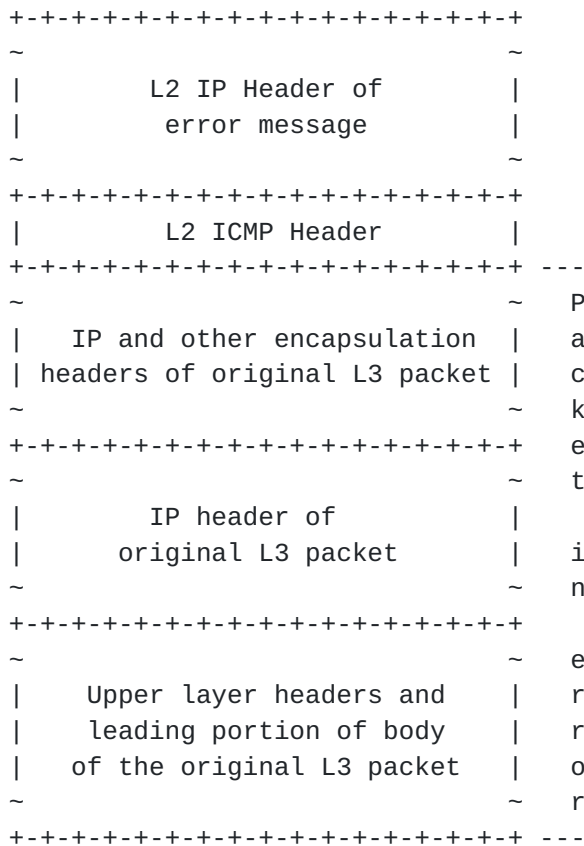 +-+-+-+-+-+-+-+-+-+-+-+-+-+-+-+-+
~ ~
| L2 IP Header of |
| error message |
~ ~
+-+-+-+-+-+-+-+-+-+-+-+-+-+-+-+-+
| L2 ICMP Header |
+-+-+-+-+-+-+-+-+-+-+-+-+-+-+-+-+ ---
~ ~ P
| IP and other encapsulation | a
| headers of original L3 packet | c
~ ~ k
+-+-+-+-+-+-+-+-+-+-+-+-+-+-+-+-+ e
~ ~ t
| IP header of |
| original L3 packet | i
~ ~ n
+-+-+-+-+-+-+-+-+-+-+-+-+-+-+-+-+
~ ~ e
| Upper layer headers and | r
| leading portion of body | r
| of the original L3 packet | o
~ ~ r
+-+-+-+-+-+-+-+-+-+-+-+-+-+-+-+-+ ---